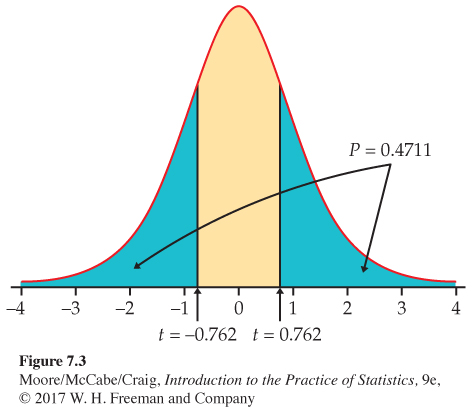 P = 0.4711
–4 –3 –2 –1 0 1 2 3 4
t = –0.762 t = 0.762
Figure 7.3
Moore/McCabe/Craig, Introduction to the Practice of Statistics, 9e,
© 2017 W. H. Freeman and Company